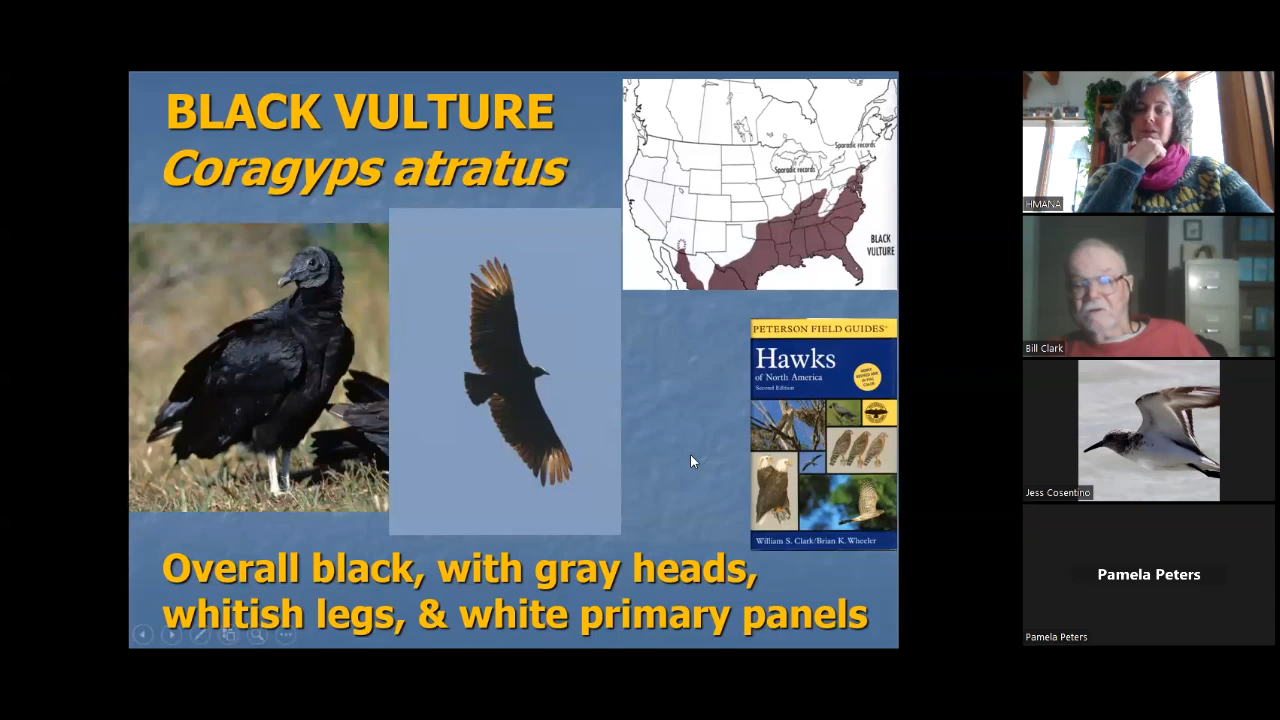 BLACK VULTURE
Coragyps atratus
Sporadic records
Sporadic records
BLACK
VULTURE
PETERSON FIELD GUIDES®
Hawks
of North America
Second Edition
William S. Clark/Brian K. Wheeler
Overall black, with gray heads,
whitish legs, & white primary panels
HMANA
Bill Clark
Jess Cosentino
Pamela Peters
Pamela Peters